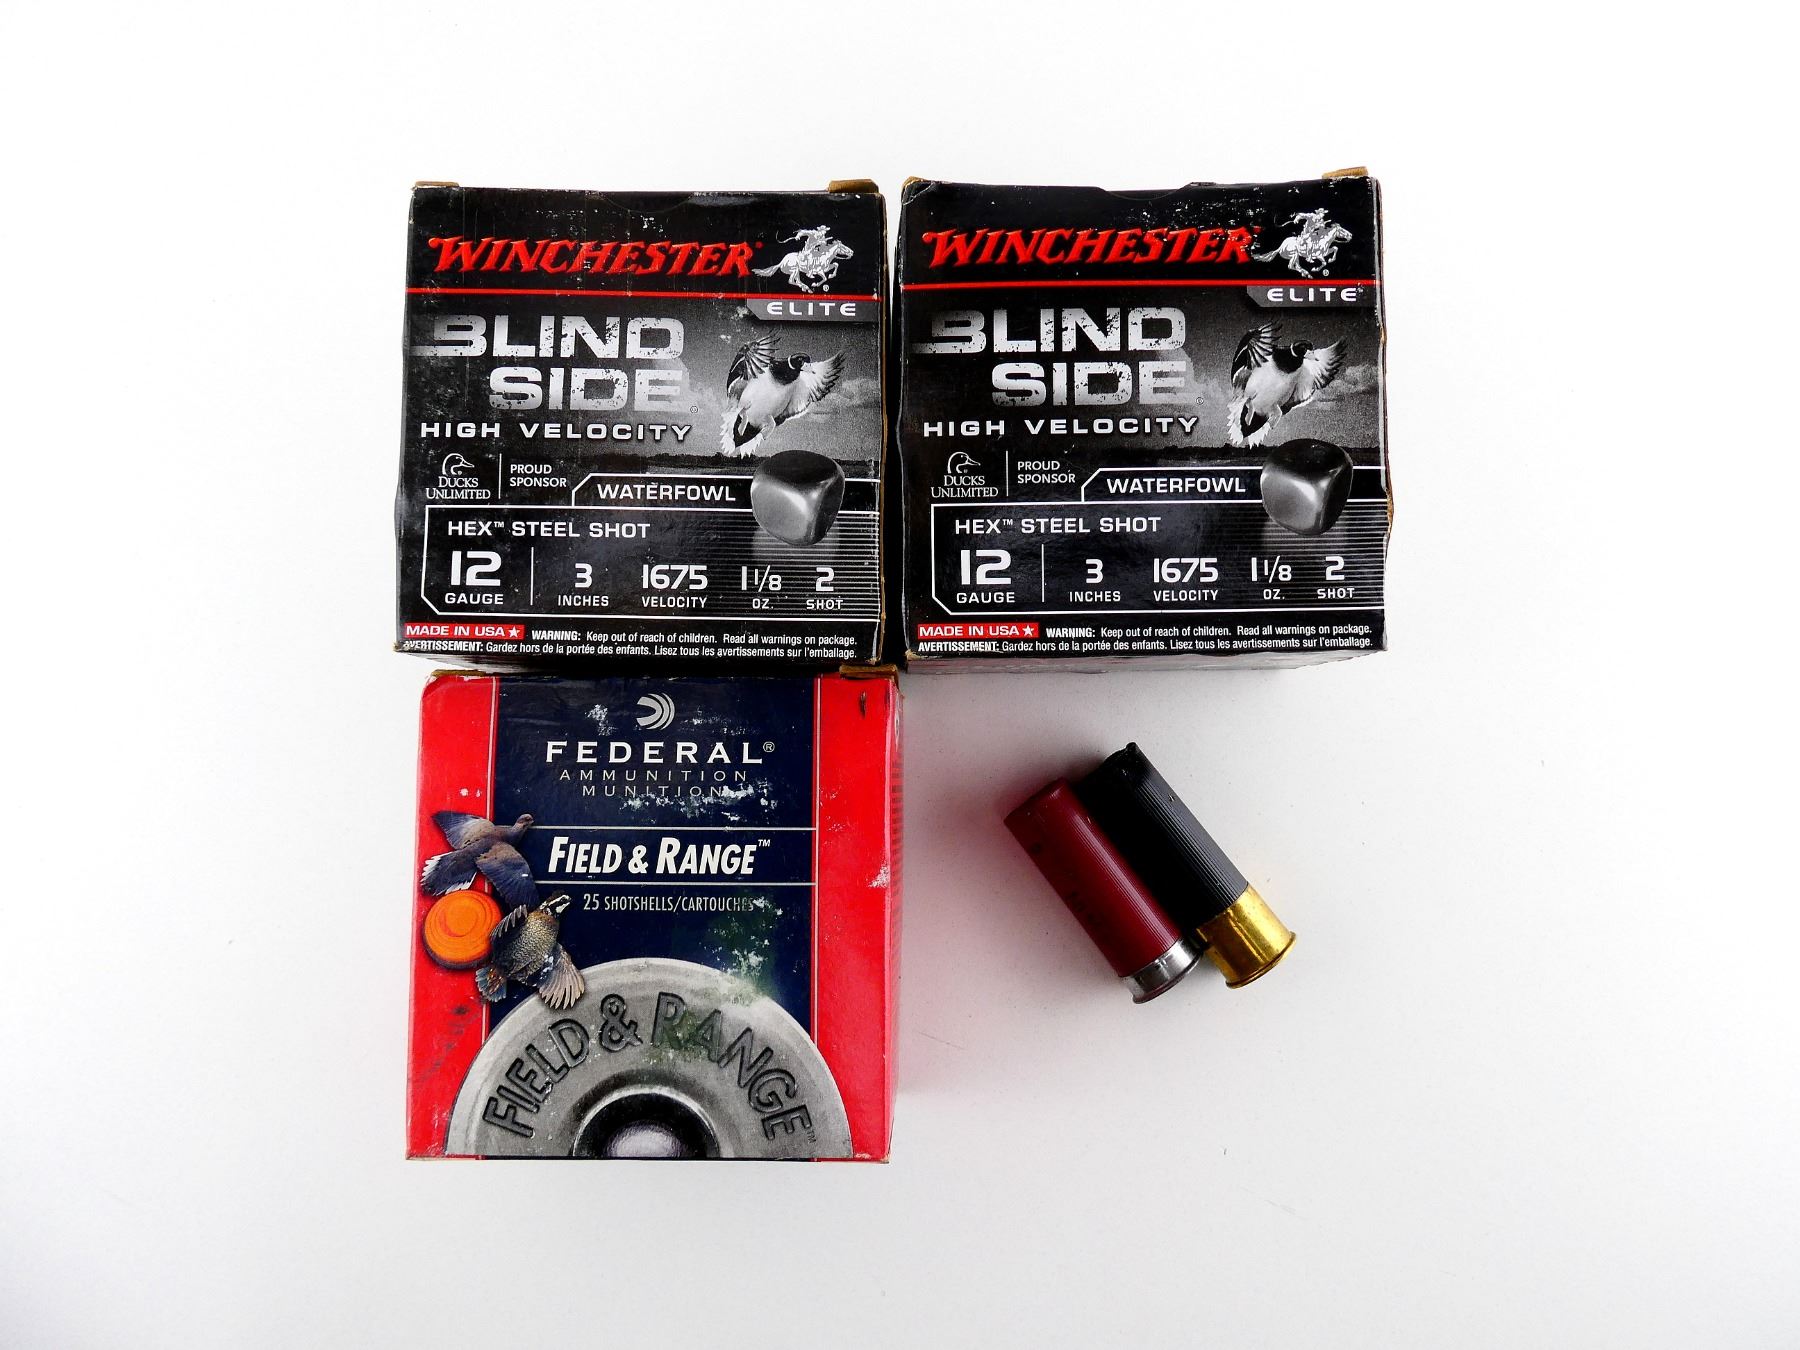 WINCHESTER®
ELITE
BLIND
SIDE®
HIGH VELOCITY
DUCKS
UNLIMITED
PROUD
SPONSOR
WATERFOWL
HEX™ STEEL SHOT
12 3 1675 1 1/8 2
GAUGE INCHES VELOCITY OZ. SHOT
MADE IN USA WARNING: Keep out of reach of children. Read all warnings on package.
AVERTISSEMENT: Gardez hors de la portée des enfants. Lisez tous les avertissements sur l'emballage.
WINCHESTER®
ELITE
BLIND
SIDE®
HIGH VELOCITY
DUCKS
UNLIMITED
PROUD
SPONSOR
WATERFOWL
HEX™ STEEL SHOT
12 3 1675 1 1/8 2
GAUGE INCHES VELOCITY OZ. SHOT
MADE IN USA WARNING: Keep out of reach of children. Read all warnings on package.
AVERTISSEMENT: Gardez hors de la portée des enfants. Lisez tous les avertissements sur l'emballage.
FEDERAL®
AMMUNITION
MUNITION
FIELD & RANGE™
25 SHOTSHELLS/CARTOUCHES
FIELD & RANGE™